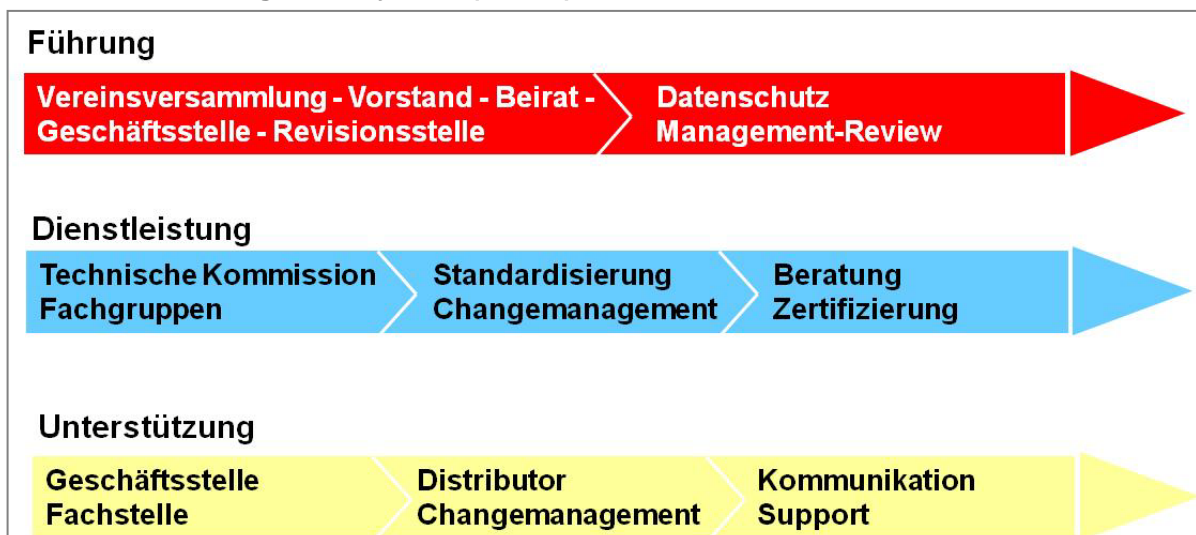 Führung
Vereinsversammlung - Vorstand - Beirat -
Geschäftsstelle - Revisionsstelle
Datenschutz
Management-Review
Dienstleistung
Technische Kommission
Fachgruppen
Standardisierung
Changemanagement
Beratung
Zertifizierung
Unterstützung
Geschäftsstelle
Fachstelle
Distributor
Changemanagement
Kommunikation
Support